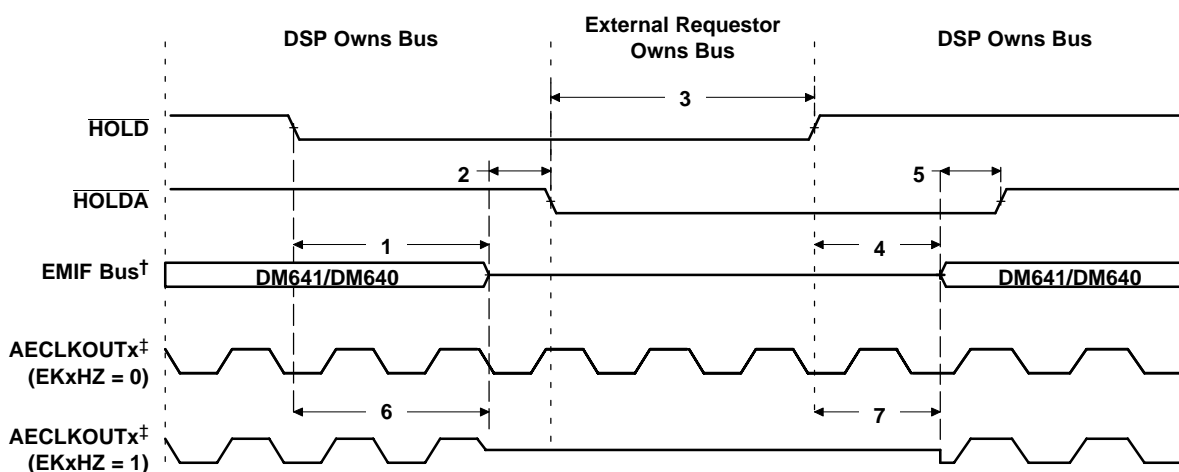 DSP Owns Bus
External Requestor
Owns Bus
DSP Owns Bus
3
HOLD
2
5
HOLDA
1
4
EMIF Bus†
DM641/DM640
DM641/DM640
AECLKOUTx‡
(EKxHZ = 0)
6
7
AECLKOUTx‡
(EKxHZ = 1)